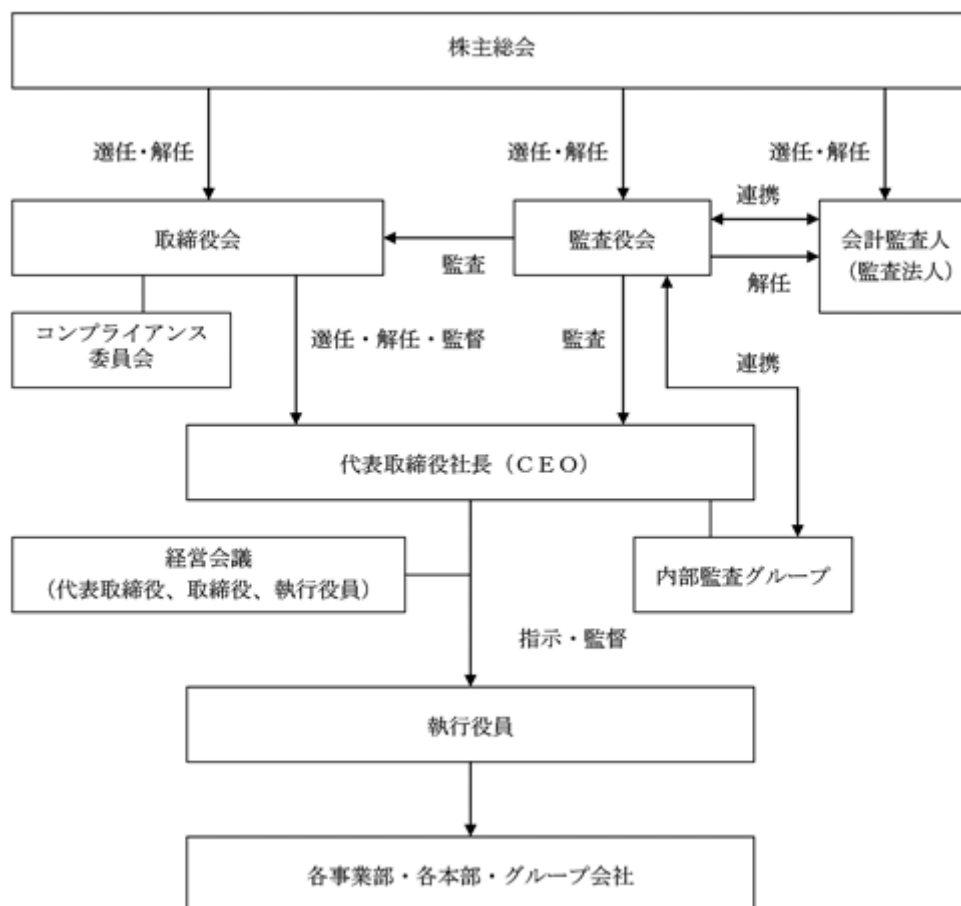 株主総会
選任・解任
選任・解任
選任・解任
連携
取締役会
監査役会
会計監査人
（監査法人）
監査
解任
コンプライアンス
委員会
選任・解任・監督
監査
連携
代表取締役社長（ＣＥＯ）
経営会議
（代表取締役、取締役、執行役員）
内部監査グループ
指示・監督
執行役員
各事業部・各本部・グループ会社